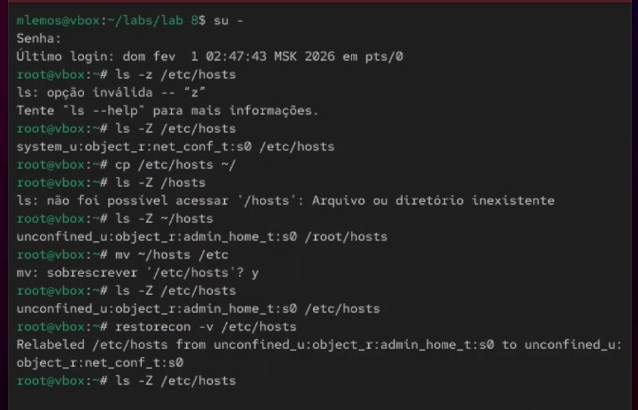 mlemos@vbox:~/labs/lab 8$ su -
Senha:
Último login: dom fev  1 02:47:43 MSK 2026 em pts/0
root@vbox:~# ls -z /etc/hosts
ls: opção inválida -- “z”
Tente "ls --help" para mais informações.
root@vbox:~# ls -Z /etc/hosts
system_u:object_r:net_conf_t:s0 /etc/hosts
root@vbox:~# cp /etc/hosts ~/
root@vbox:~# ls -Z /hosts
ls: não foi possível acessar '/hosts': Arquivo ou diretório inexistente
root@vbox:~# ls -Z ~/hosts
unconfined_u:object_r:admin_home_t:s0 /root/hosts
root@vbox:~# mv ~/hosts /etc
mv: sobrescrever '/etc/hosts'? y
root@vbox:~# ls -Z /etc/hosts
unconfined_u:object_r:admin_home_t:s0 /etc/hosts
root@vbox:~# restorecon -v /etc/hosts
Relabeled /etc/hosts from unconfined_u:object_r:admin_home_t:s0 to unconfined_u:
object_r:net_conf_t:s0
root@vbox:~# ls -Z /etc/hosts